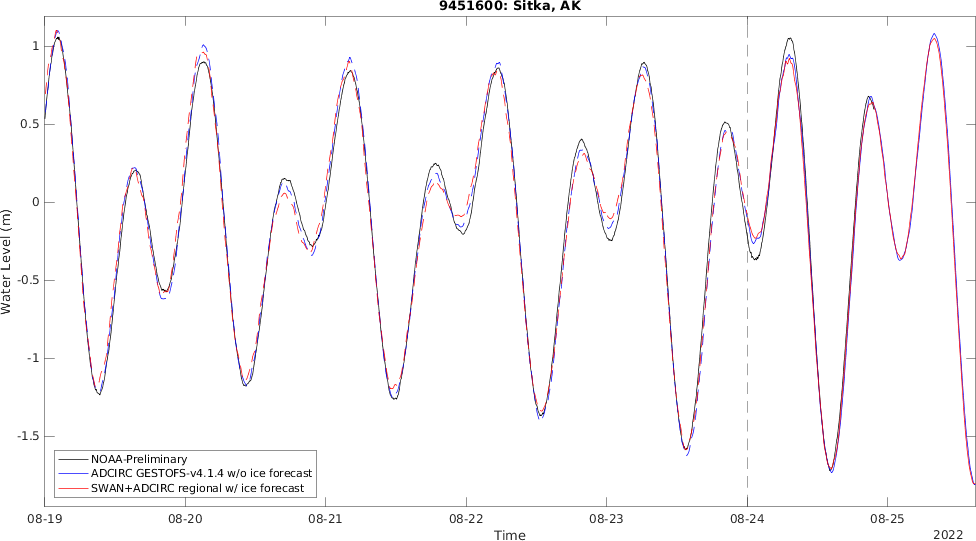 9451600: Sitka, AK
1
0.5
0
-0.5
-1
-1.5
Water Level (m)
NOAA-Preliminary
ADCIRC GESTOFS-v4.1.4 w/o ice forecast
SWAN+ADCIRC regional w/ ice forecast
08-19 08-20 08-21 08-22 08-23 08-24 08-25
Time
2022